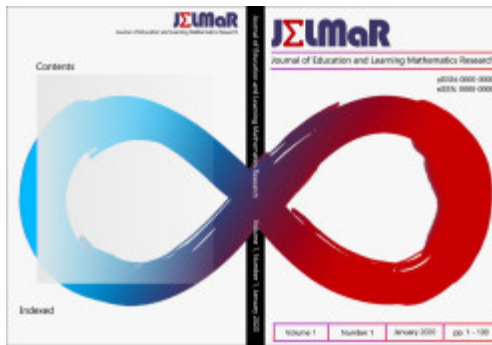 JΣLMaR
Journal of Education and Learning Mathematics Research
Contents
Indexed
Journal of Education and Learning Mathematics Research
Volume 1, Number 1, January 2020
JΣLMaR
Journal of Education and Learning Mathematics Research
Volume 1
Number 1
January 2020
pp. 1 - 100